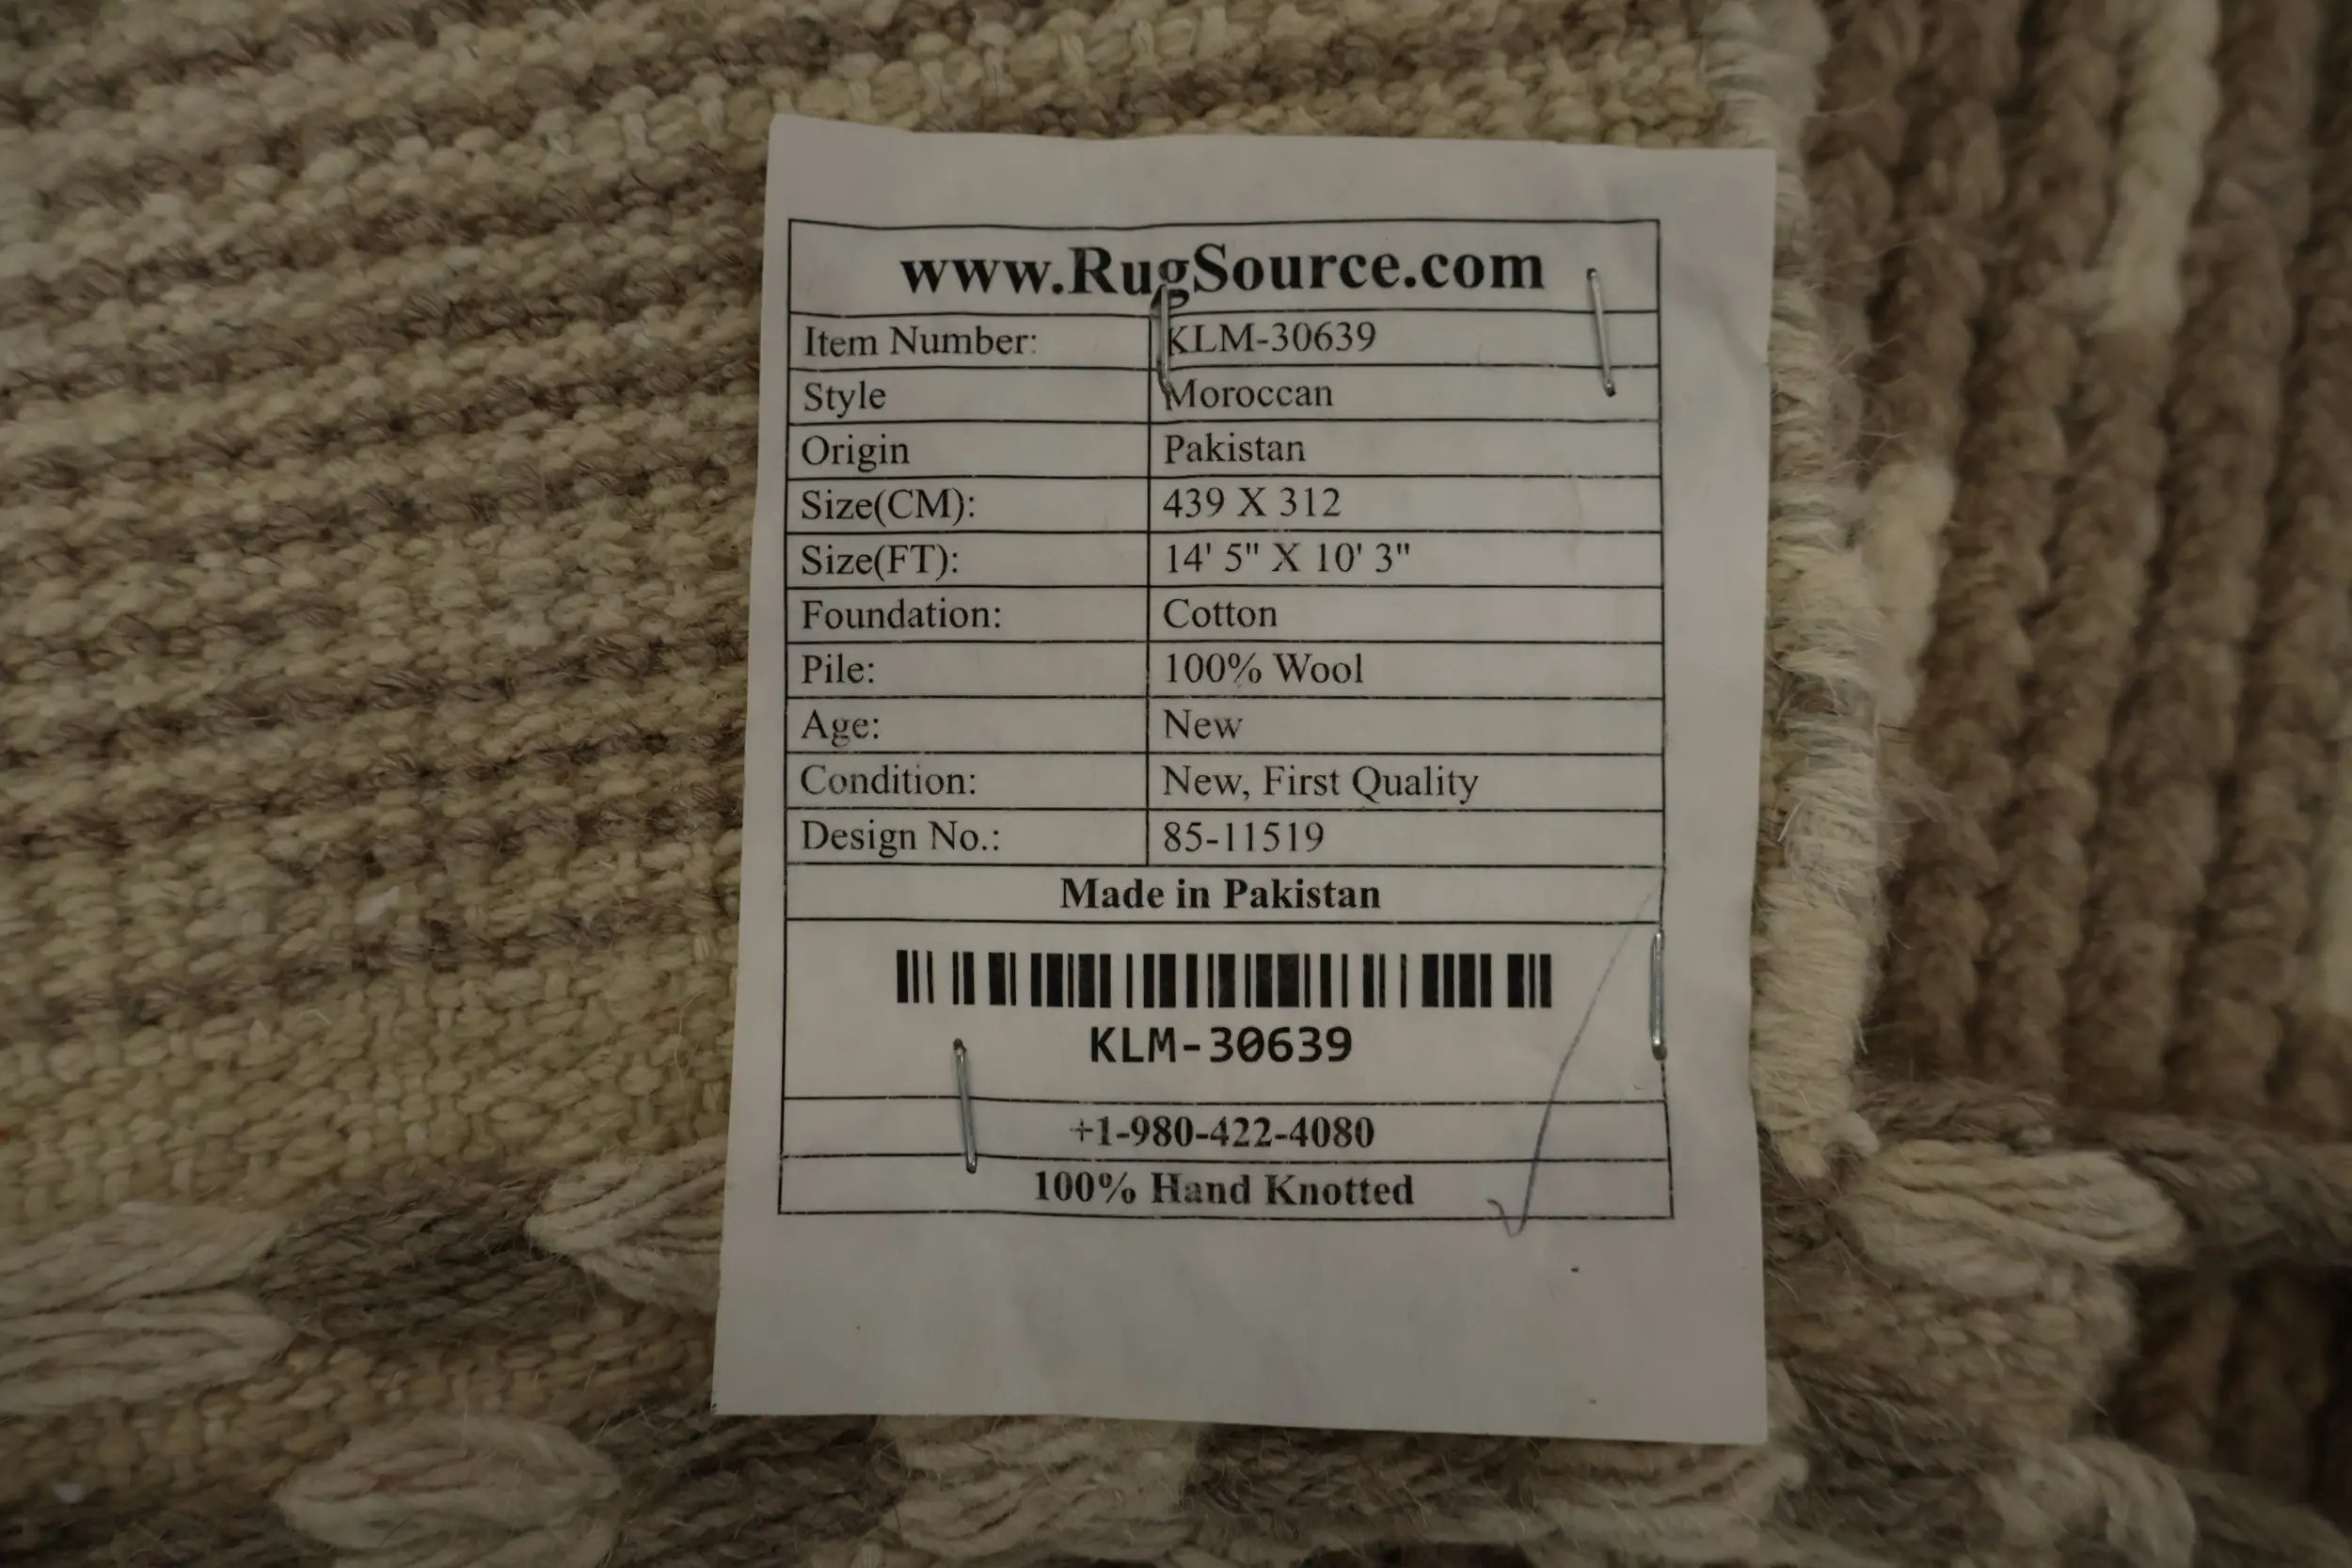 www.RugSource.com
Item Number: KLM-30639
Style Moroccan
Origin Pakistan
Size(CM): 439 X 312
Size(FT): 14' 5" X 10' 3"
Foundation: Cotton
Pile: 100% Wool
Age: New
Condition: New, First Quality
Design No.: 85-11519
Made in Pakistan
KLM-30639
+1-980-422-4080
100% Hand Knotted